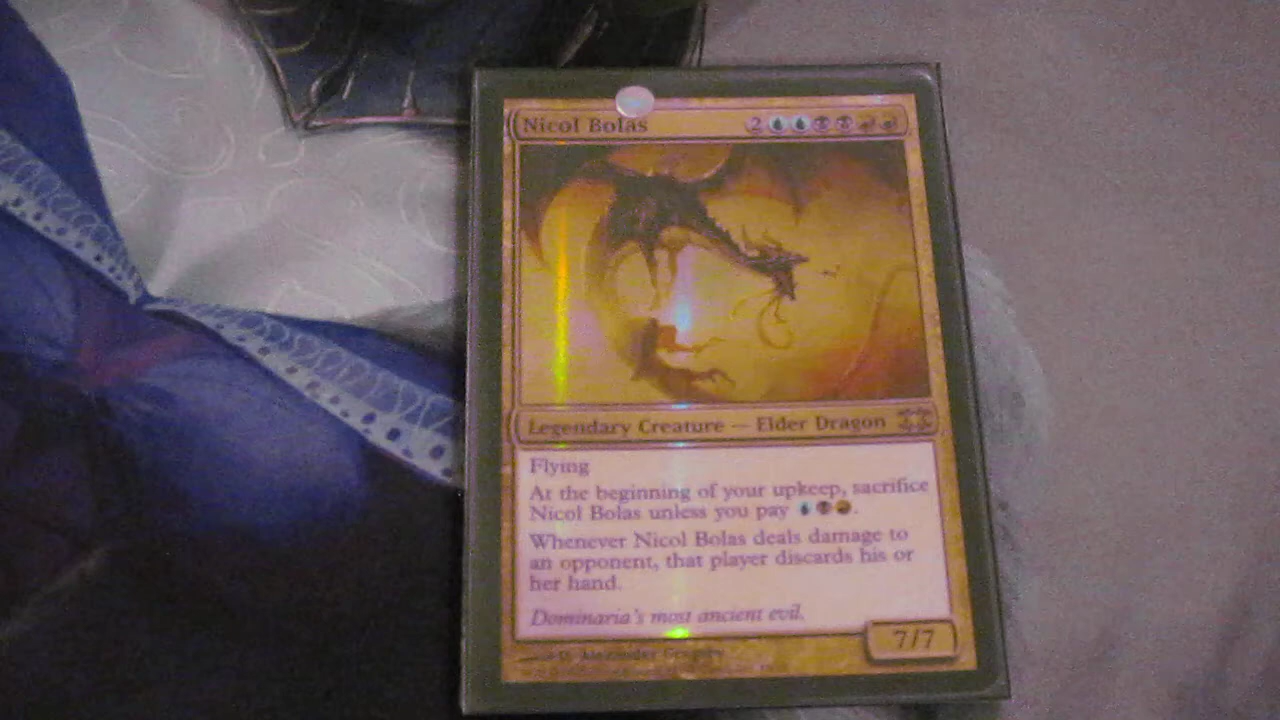 Nicol Bolas 2
Legendary Creature — Elder Dragon
Flying
At the beginning of your upkeep, sacrifice
Nicol Bolas unless you pay .
Whenever Nicol Bolas deals damage to
an opponent, that player discards his or
her hand.
Dominaria's most ancient evil.
7/7